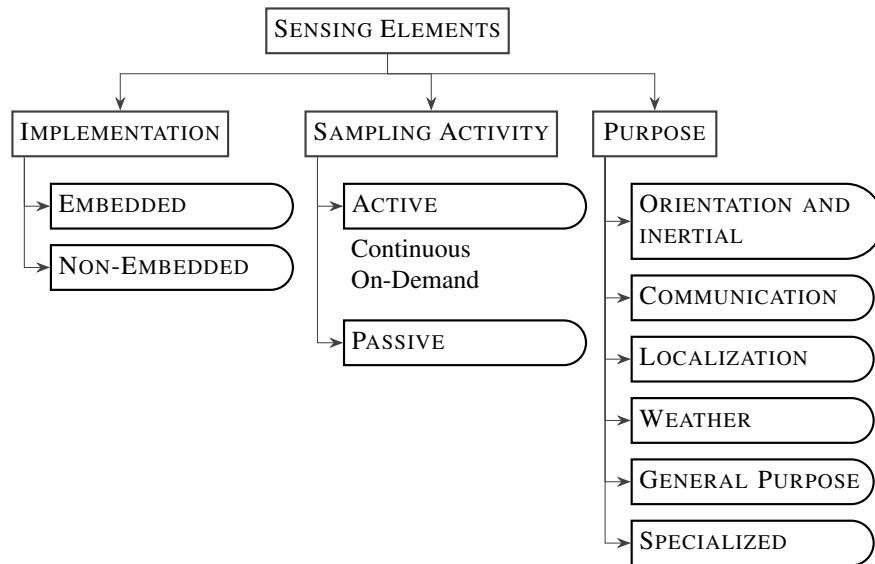 SENSING ELEMENTS
IMPLEMENTATION
EMBEDDED
NON-EMBEDDED
SAMPLING ACTIVITY
ACTIVE
Continuous
On-Demand
PASSIVE
PURPOSE
ORIENTATION AND
INERTIAL
COMMUNICATION
LOCALIZATION
WEATHER
GENERAL PURPOSE
SPECIALIZED